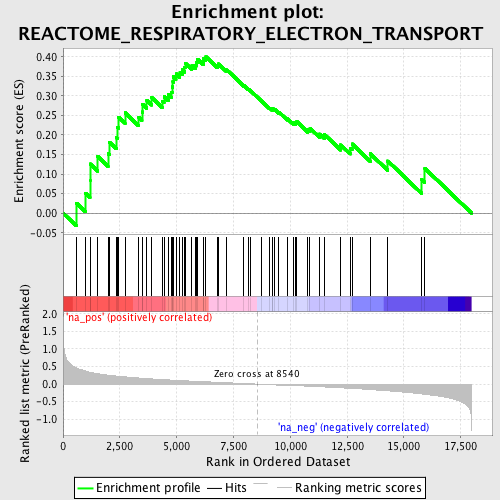 Enrichment plot:
REACTOME_RESPIRATORY_ELECTRON_TRANSPORT
Enrichment score (ES)
0.40
0.35
0.30
0.25
0.20
0.15
0.10
0.05
0.00
-0.05
'na_pos' (positively correlated)
Ranked list metric (PreRanked)
2.0
1.5
1.0
0.5
0.0
-0.5
-1.0
Zero cross at 8540
'na_neg' (negatively correlated)
0 2,500 5,000 7,500 10,000 12,500 15,000 17,500
Rank in Ordered Dataset
Enrichment profile Hits Ranking metric scores